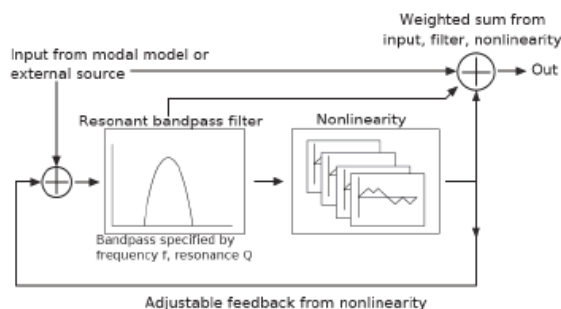 Weighted sum from
input, filter, nonlinearity
Input from modal model or
external source
Out
Resonant bandpass filter
Nonlinearity
Bandpass specified by
frequency f, resonance Q
Adjustable feedback from nonlinearity